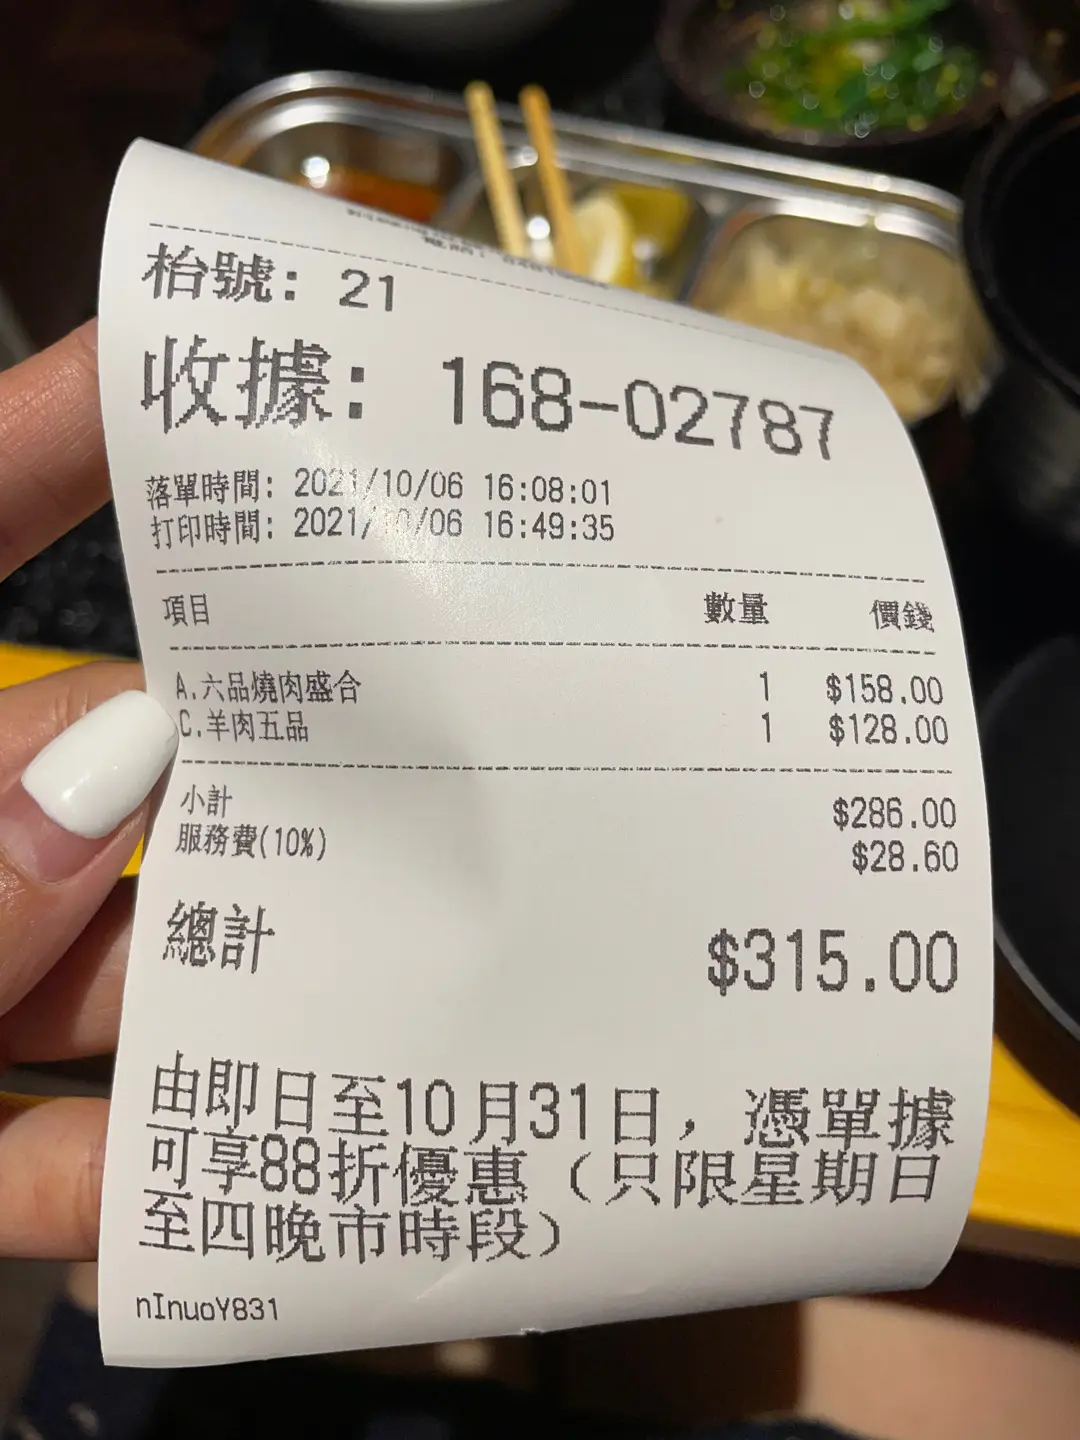 枱號: 21
收據: 168-02787
落單時間: 2021/10/06 16:08:01
打印時間: 2021/10/06 16:49:35
項目 數量 價錢
A.六品燒肉盛合 1 $158.00
C.羊肉五品 1 $128.00
小計 $286.00
服務費(10%) $28.60
總計 $315.00
由即日至10月31日，憑單據
可享88折優惠（只限星期日
至四晚市時段）
nInuoY831